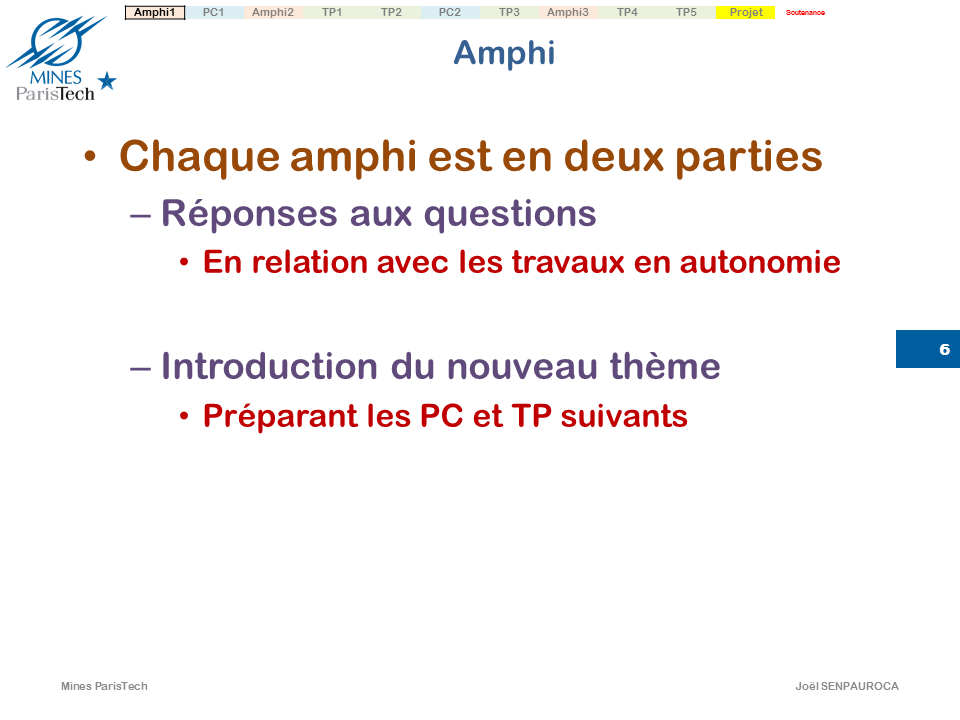 Amphi1 PC1 Amphi2 TP1 TP2 PC2 TP3 Amphi3 TP4 TP5 Projet Soutenance
MINES
ParisTech
Amphi
• Chaque amphi est en deux parties
– Réponses aux questions
• En relation avec les travaux en autonomie
– Introduction du nouveau thème
• Préparant les PC et TP suivants
6
Mines ParisTech
Joël SENPAUROCA